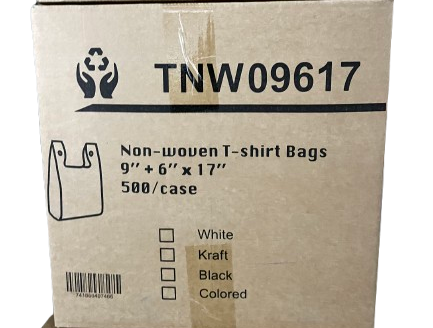 TNW09617
Non-woven T-shirt Bags
9" + 6" x 17"
500/case
White
Kraft
Black
Colored